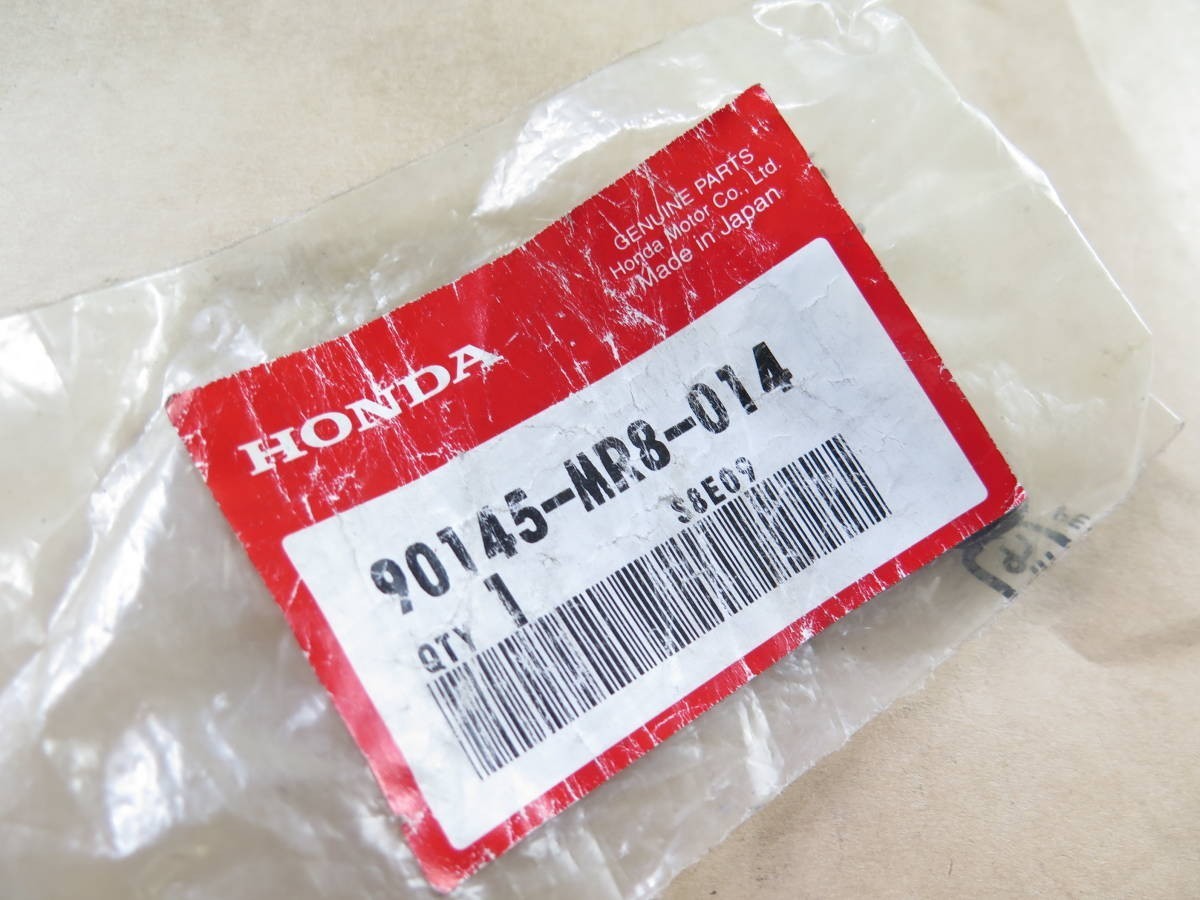 GENUINE PARTS
Honda Motor Co., Ltd.
Made in Japan
HONDA
90145-MR8-014
S8E09
QTY 1